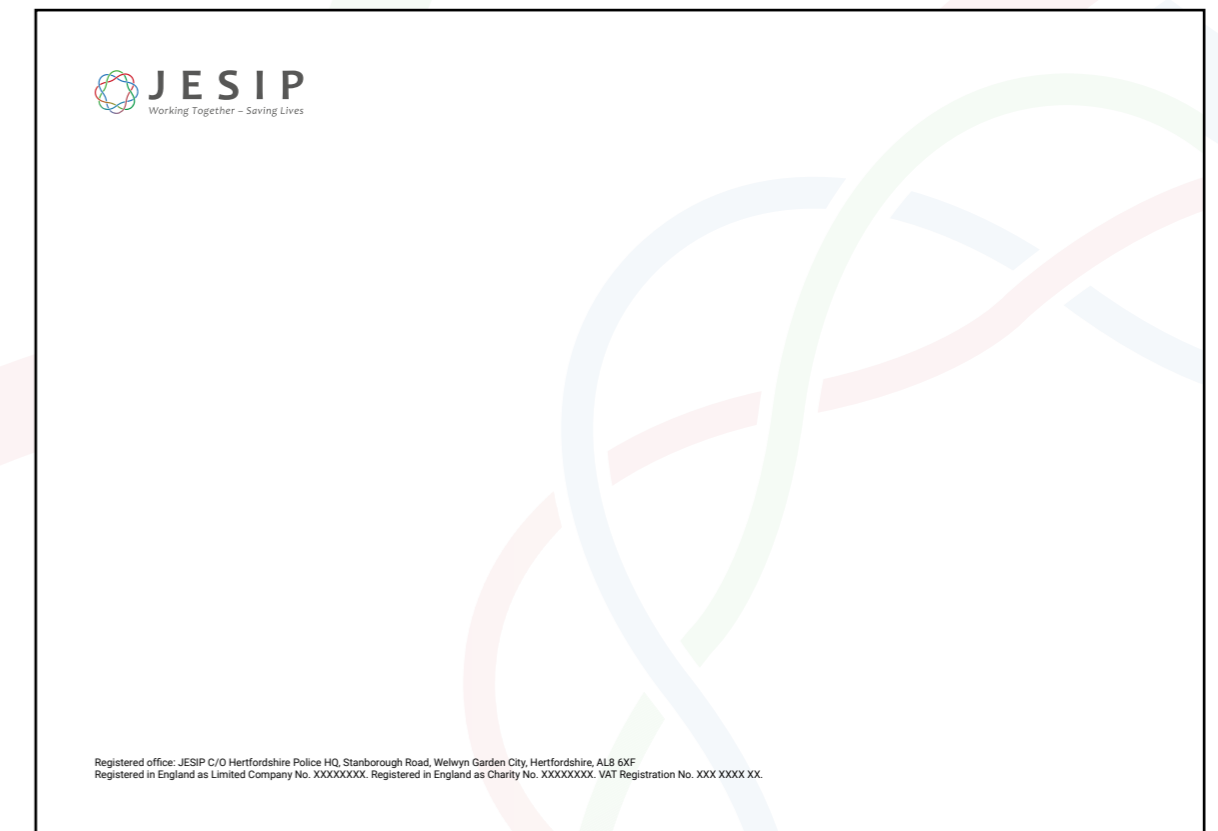 JESIP
Working Together – Saving Lives
Registered office: JESIP C/O Hertfordshire Police HQ, Stanborough Road, Welwyn Garden City, Hertfordshire, AL8 6XF
Registered in England as Limited Company No. XXXXXXXX. Registered in England as Charity No. XXXXXXXX. VAT Registration No. XXX XXXX XX.